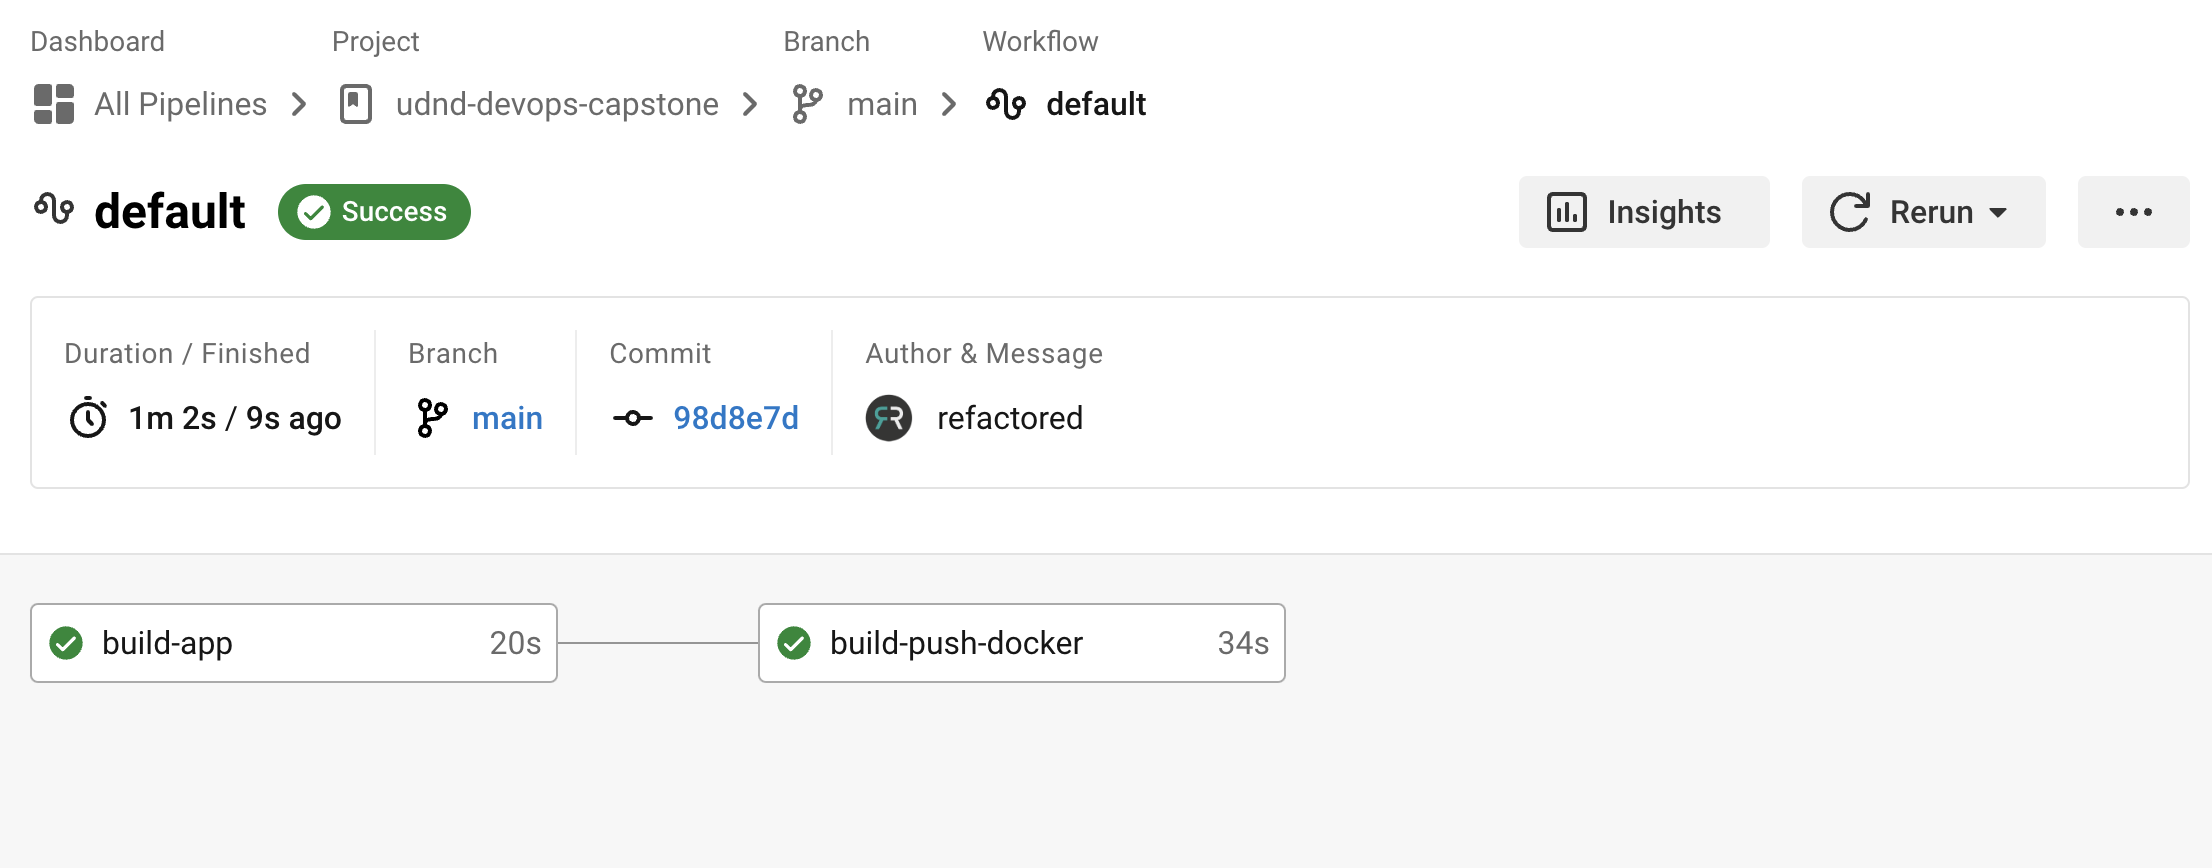 Dashboard Project Branch Workflow
All Pipelines udnd-devops-capstone main default
default Success Insights Rerun
Duration / Finished Branch Commit Author & Message
1m 2s / 9s ago main 98d8e7d refactored
build-app 20s build-push-docker 34s